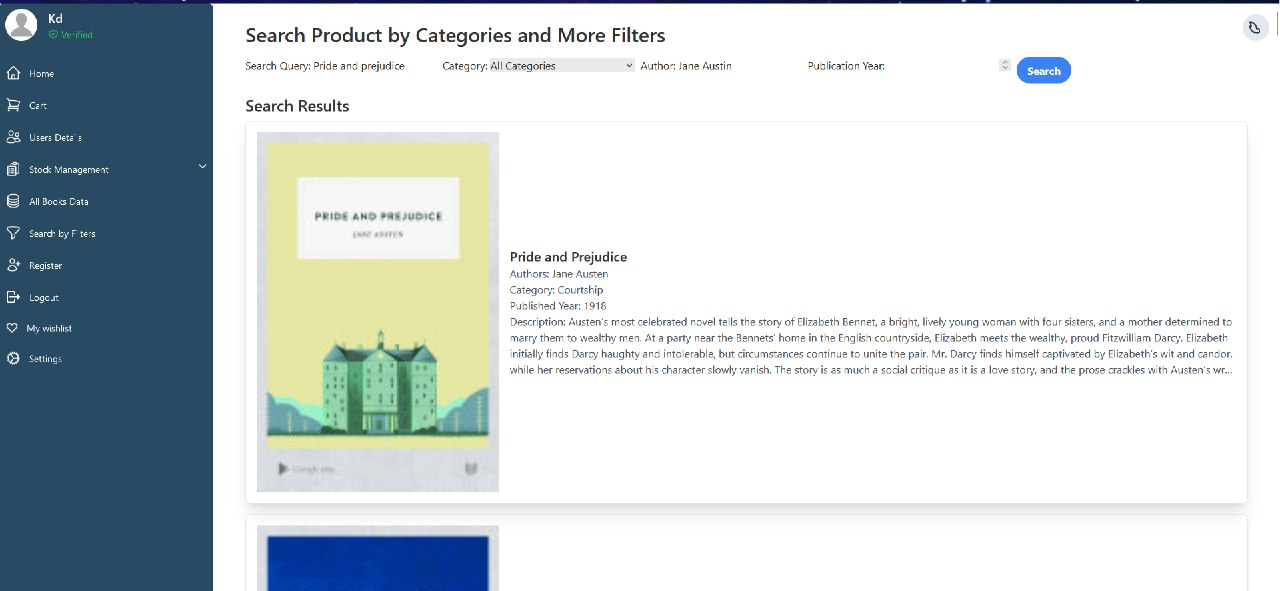 Kd
Verified
Home
Cart
Users Details
Stock Management
All Books Data
Search by Filters
Register
Logout
My wishlist
Settings
Search Product by Categories and More Filters
Search Query: Pride and prejudice Category: All Categories Author: Jane Austin Publication Year: Search
Search Results
PRIDE AND PREJUDICE
JANE AUSTEN
Pride and Prejudice
Authors: Jane Austen
Category: Courtship
Published Year: 1918
Description: Austen's most celebrated novel tells the story of Elizabeth Bennet, a bright, lively young woman with four sisters, and a mother determined to
marry them to wealthy men. At a party near the Bennets' home in the English countryside, Elizabeth meets the wealthy, proud Fitzwilliam Darcy. Elizabeth
initially finds Darcy haughty and intolerable, but circumstances continue to unite the pair. Mr. Darcy finds himself captivated by Elizabeth's wit and candor,
while her reservations about his character slowly vanish. The story is as much a social critique as it is a love story, and the prose crackles with Austen's wr...